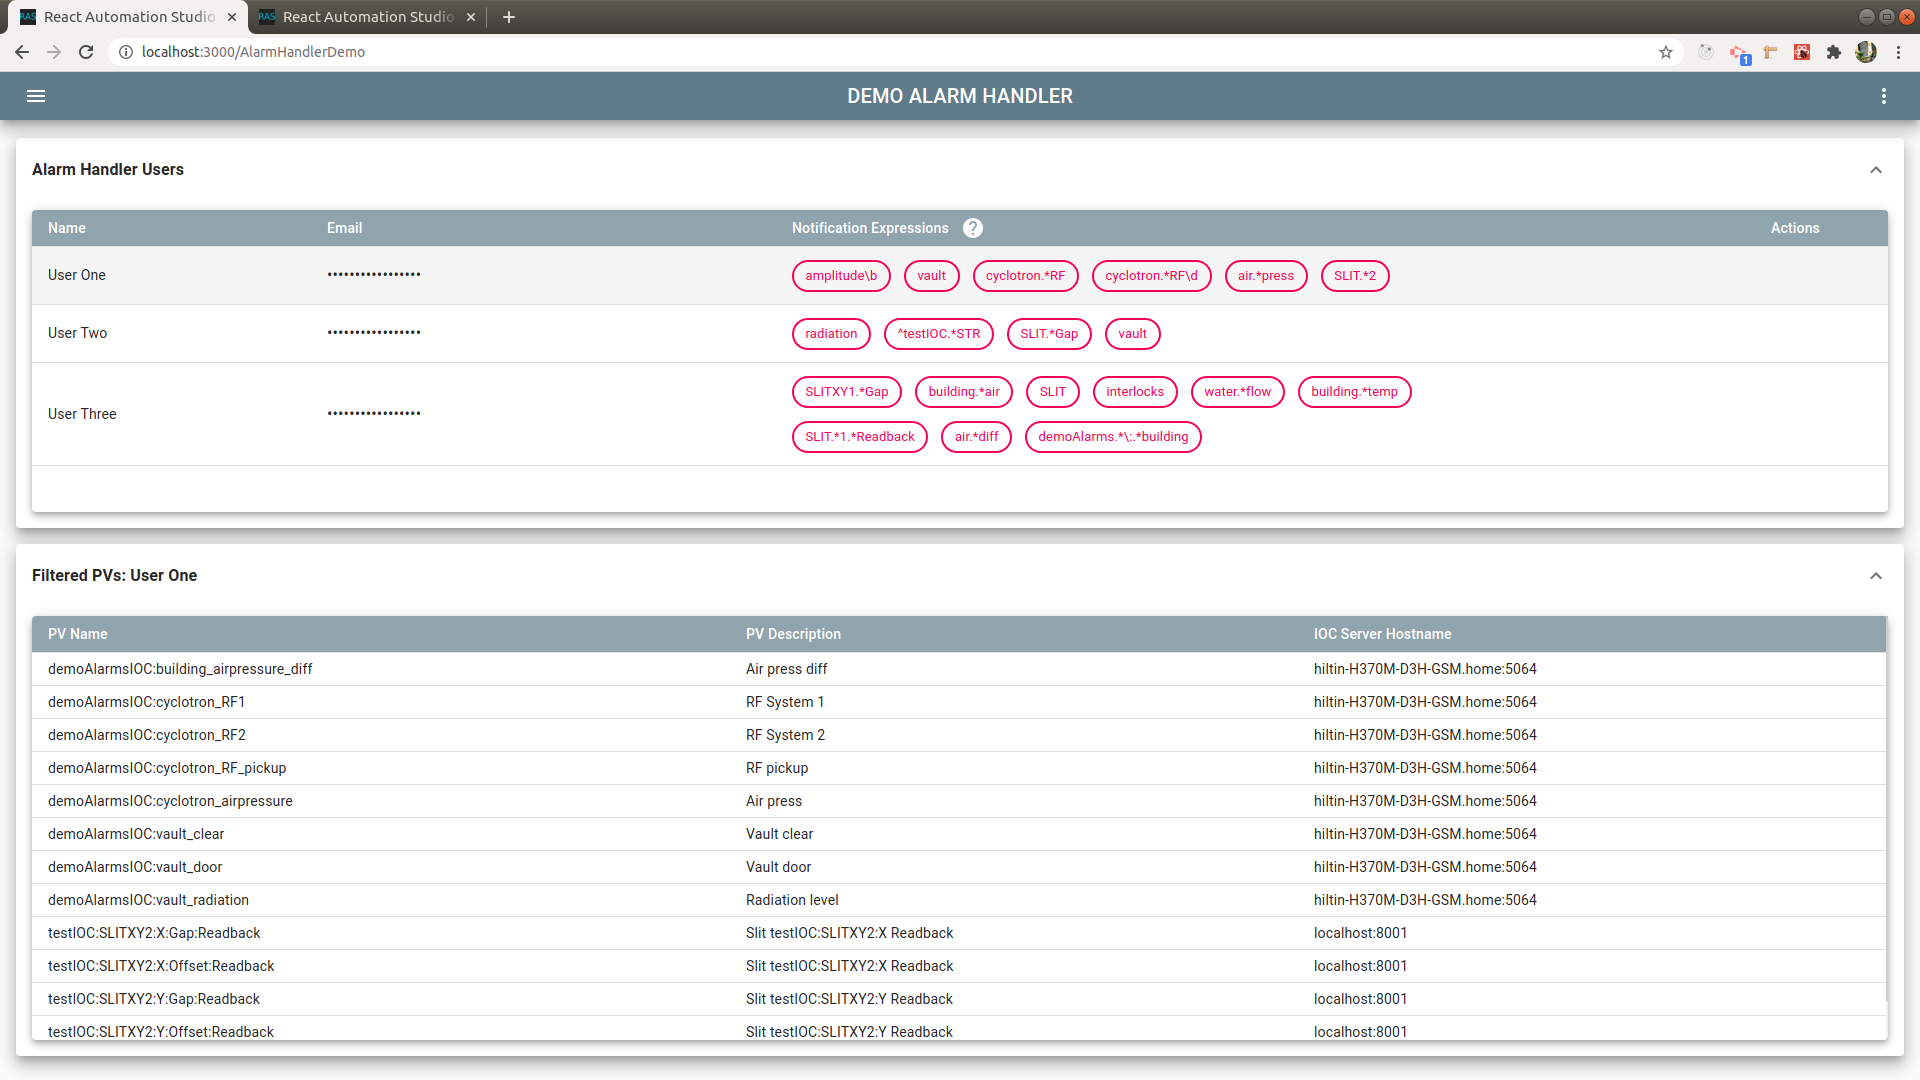 RAS React Automation Studio
RAS React Automation Studio
localhost:3000/AlarmHandlerDemo
1
DEMO ALARM HANDLER
Alarm Handler Users
Name Email Notification Expressions ? Actions
User One ••••••••••••••••• amplitude\b vault cyclotron.*RF cyclotron.*RF\d air.*press SLIT.*2
User Two ••••••••••••••••• radiation ^testIOC.*STR SLIT.*Gap vault
User Three ••••••••••••••••• SLITXY1.*Gap building.*air SLIT interlocks water.*flow building.*temp
SLIT.*1.*Readback air.*diff demoAlarms.*\:.*building
Filtered PVs: User One
PV Name PV Description IOC Server Hostname
demoAlarmsIOC:building_airpressure_diff Air press diff hiltin-H370M-D3H-GSM.home:5064
demoAlarmsIOC:cyclotron_RF1 RF System 1 hiltin-H370M-D3H-GSM.home:5064
demoAlarmsIOC:cyclotron_RF2 RF System 2 hiltin-H370M-D3H-GSM.home:5064
demoAlarmsIOC:cyclotron_RF_pickup RF pickup hiltin-H370M-D3H-GSM.home:5064
demoAlarmsIOC:cyclotron_airpressure Air press hiltin-H370M-D3H-GSM.home:5064
demoAlarmsIOC:vault_clear Vault clear hiltin-H370M-D3H-GSM.home:5064
demoAlarmsIOC:vault_door Vault door hiltin-H370M-D3H-GSM.home:5064
demoAlarmsIOC:vault_radiation Radiation level hiltin-H370M-D3H-GSM.home:5064
testIOC:SLITXY2:X:Gap:Readback Slit testIOC:SLITXY2:X Readback localhost:8001
testIOC:SLITXY2:X:Offset:Readback Slit testIOC:SLITXY2:X Readback localhost:8001
testIOC:SLITXY2:Y:Gap:Readback Slit testIOC:SLITXY2:Y Readback localhost:8001
testIOC:SLITXY2:Y:Offset:Readback Slit testIOC:SLITXY2:Y Readback localhost:8001